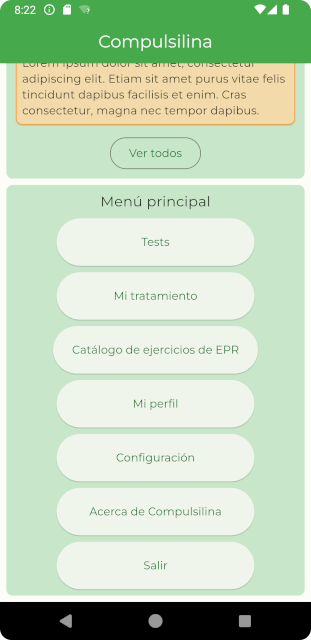 8:22
Compulsilina
Lorem ipsum dolor sit amet, consectetur
adipiscing elit. Etiam sit amet purus vitae felis
tincidunt dapibus facilisis et enim. Cras
consectetur, magna nec tempor dapibus.
Ver todos
Menú principal
Tests
Mi tratamiento
Catálogo de ejercicios de EPR
Mi perfil
Configuración
Acerca de Compulsilina
Salir